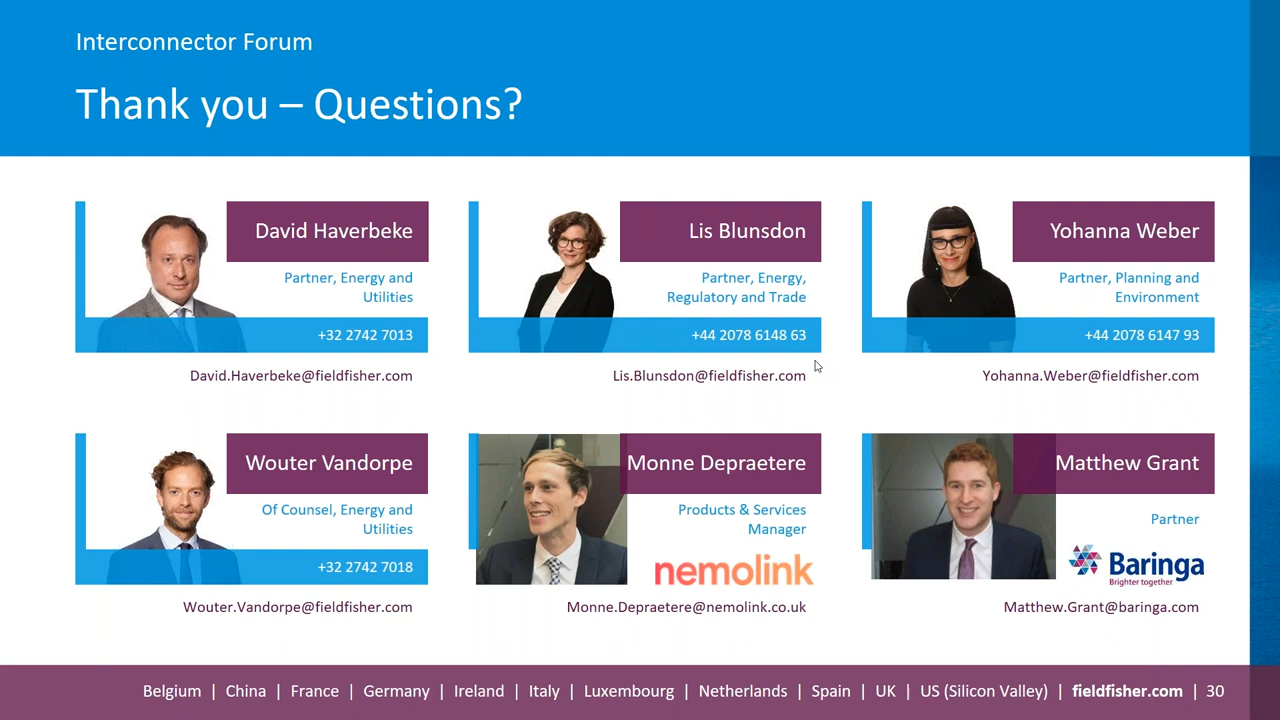 Interconnector Forum
Thank you – Questions?
David Haverbeke
Partner, Energy and
Utilities
+32 2742 7013
David.Haverbeke@fieldfisher.com
Lis Blunsdon
Partner, Energy,
Regulatory and Trade
+44 2078 6148 63
Lis.Blunsdon@fieldfisher.com
Yohanna Weber
Partner, Planning and
Environment
+44 2078 6147 93
Yohanna.Weber@fieldfisher.com
Wouter Vandorpe
Of Counsel, Energy and
Utilities
+32 2742 7018
Wouter.Vandorpe@fieldfisher.com
Monne Depraetere
Products & Services
Manager
nemolink
Monne.Depraetere@nemolink.co.uk
Matthew Grant
Partner
Baringa
Brighter together
Matthew.Grant@baringa.com
Belgium | China | France | Germany | Ireland | Italy | Luxembourg | Netherlands | Spain | UK | US (Silicon Valley) | fieldfisher.com | 30